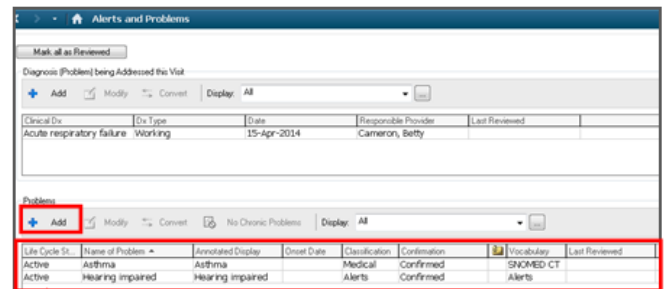 Alerts and Problems
Mark all as Reviewed
Diagnosis (Problem) being Addressed this Visit
Add Modify Convert Display: All ...
Clinical Dx Dx Type Date Responsible Provider Last Reviewed
Acute respiratory failure Working 15-Apr-2014 Cameron, Betty
Problems
Add Modify Convert No Chronic Problems Display: All ...
Life Cycle St... Name of Problem Annotated Display Onset Date Classification Confirmation Vocabulary Last Reviewed
Active Asthma Asthma Medical Confirmed SNOMED CT
Active Hearing impaired Hearing impaired Alerts Confirmed Alerts